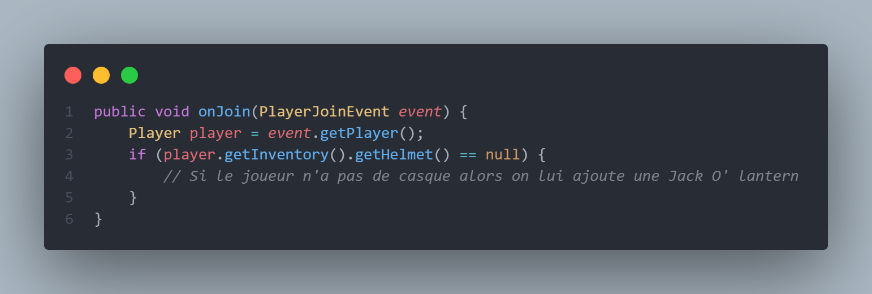 1 public void onJoin(PlayerJoinEvent event) {
2 Player player = event.getPlayer();
3 if (player.getInventory().getHelmet() == null) {
4 // Si le joueur n'a pas de casque alors on lui ajoute une Jack O' lantern
5 }
6 }